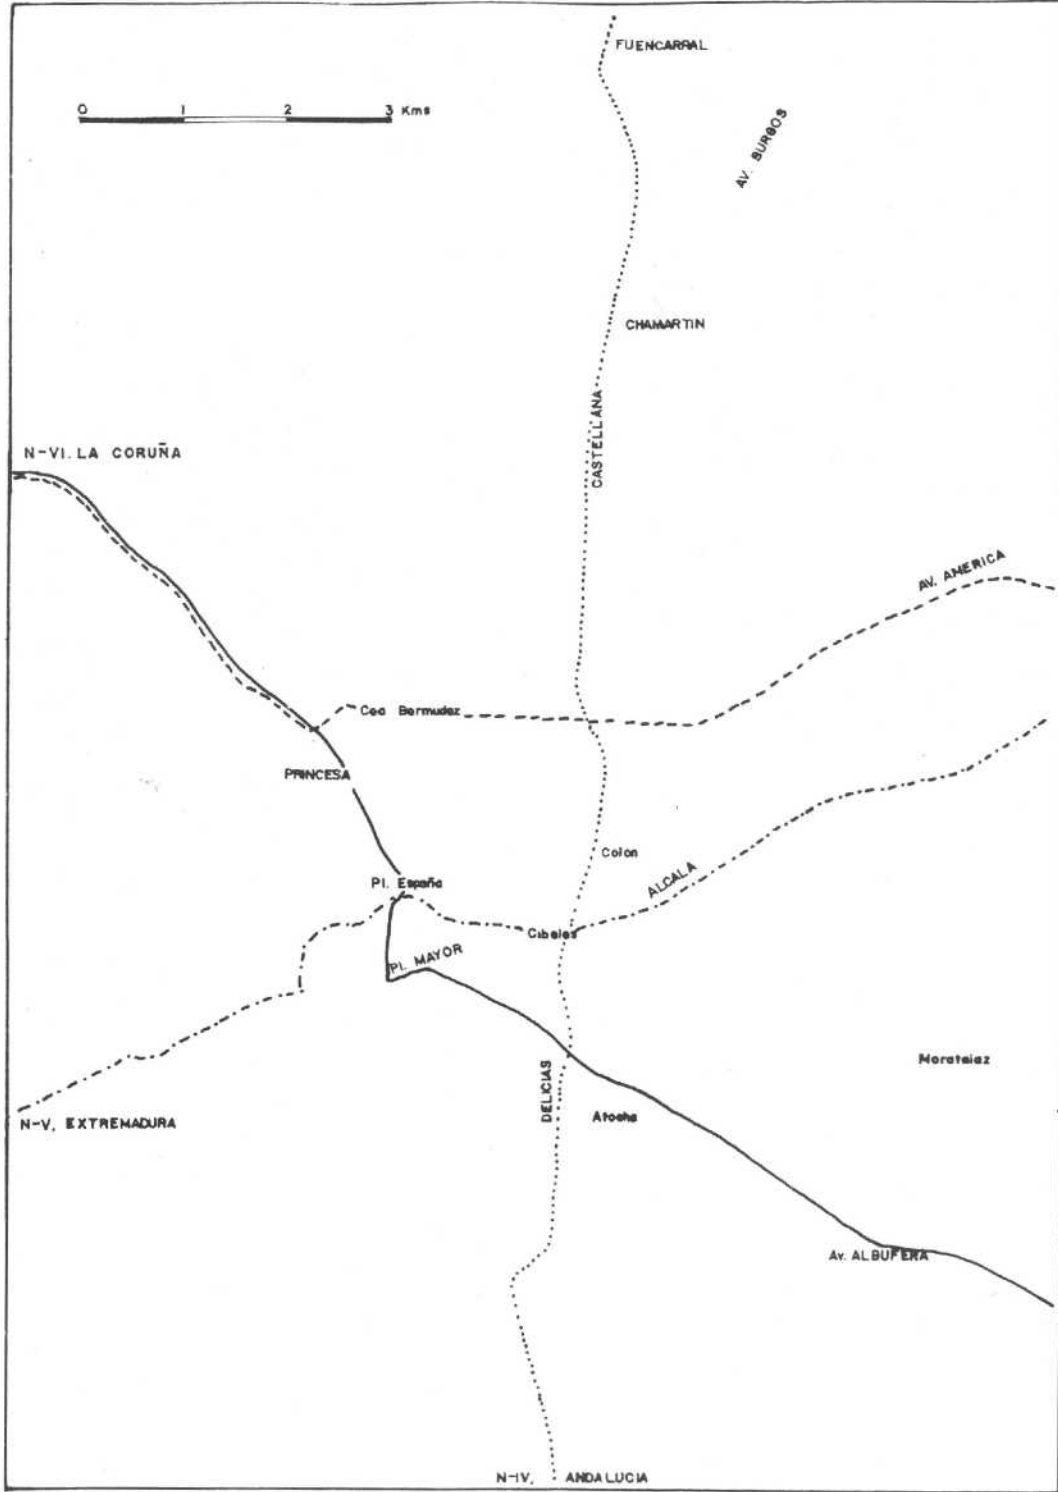 FUENCARRAL
0 1 2 3 Kms
AV. BURGOS
CHAMARTIN
CASTELLANA
N-VI. LA CORUÑA
AV. AMERICA
Cea Bermudez
PRINCESA
Colon
ALCALA
Pl. España
Cibeles
Pl. MAYOR
Moratalaz
DELICIAS
N-V, EXTREMADURA
Atocha
Av. ALBUFERA
N-IV, ANDALUCIA